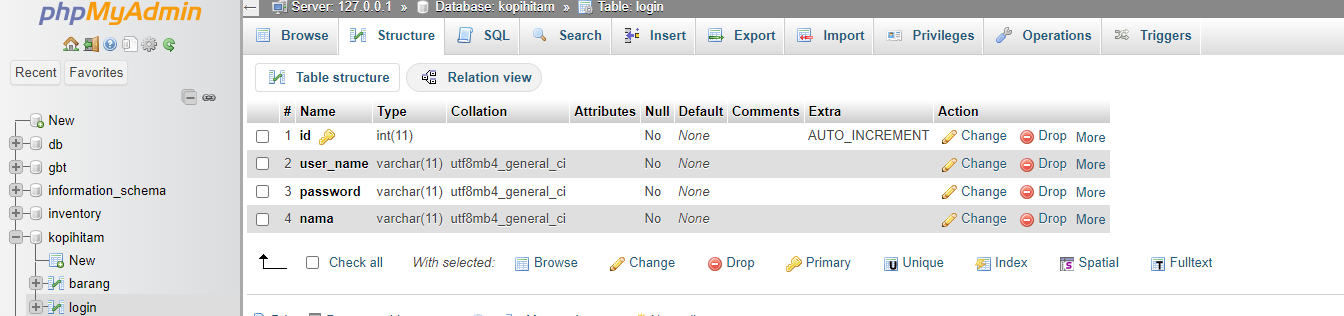 phpMyAdmin
Recent Favorites
New
db
gbt
information_schema
inventory
kopihitam
New
barang
login
← Server: 127.0.0.1 » Database: kopihitam » Table: login
Browse Structure SQL Search Insert Export Import Privileges Operations Triggers
Table structure Relation view
# Name Type Collation Attributes Null Default Comments Extra Action
1 id int(11) No None AUTO_INCREMENT Change Drop More
2 user_name varchar(11) utf8mb4_general_ci No None Change Drop More
3 password varchar(11) utf8mb4_general_ci No None Change Drop More
4 nama varchar(11) utf8mb4_general_ci No None Change Drop More
Check all With selected: Browse Change Drop Primary Unique Index Spatial Fulltext